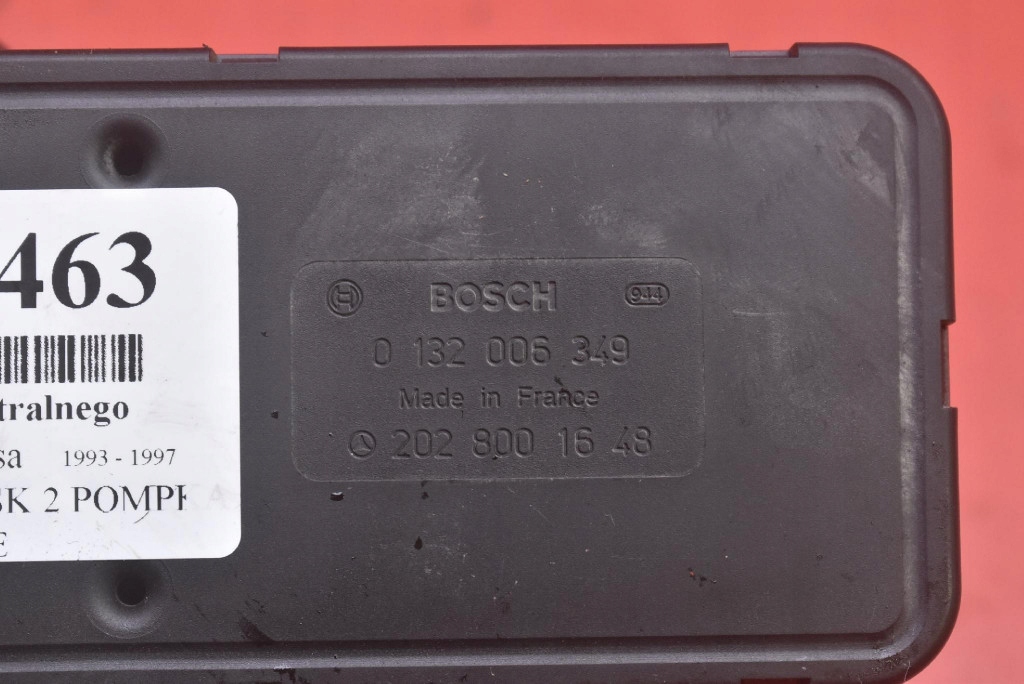 463
tralnego
sa 1993 - 1997
SK 2 POMP
E
BOSCH 944
0 132 006 349
Made in France
202 800 16 48